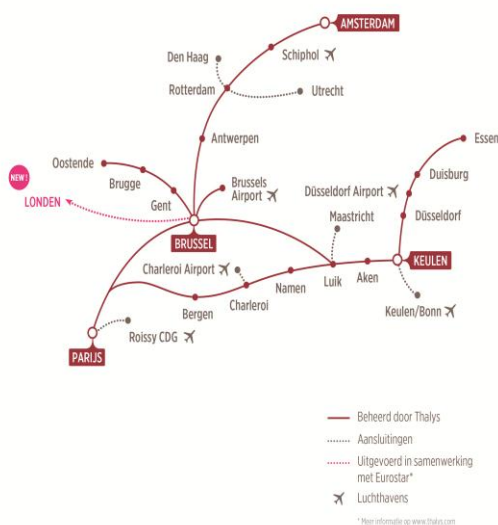 AMSTERDAM
Den Haag
Schiphol
Rotterdam
Utrecht
Antwerpen
Essen
Oostende
NEW!
Brugge
Brussels
Airport
Duisburg
Düsseldorf Airport
LONDEN
Gent
Maastricht
Düsseldorf
BRUSSEL
Charleroi Airport
KEULEN
Namen
Luik
Aken
Charleroi
Bergen
Keulen/Bonn
Roissy CDG
PARIJS
Beheerd door Thalys
Aansluitingen
Uitgevoerd in samenwerking
met Eurostar*
Luchthavens
* Meer informatie op www.thalys.com